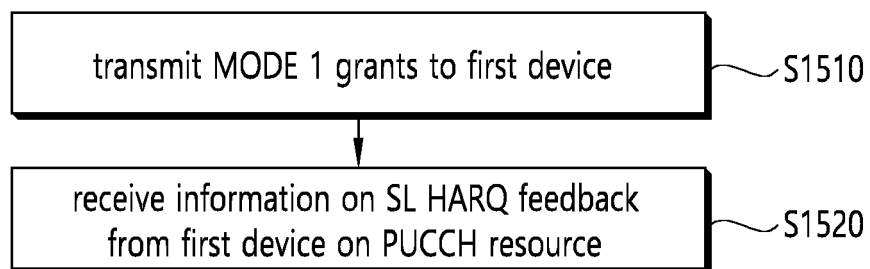 transmit MODE 1 grants to first device
S1510
receive information on SL HARQ feedback
from first device on PUCCH resource
S1520